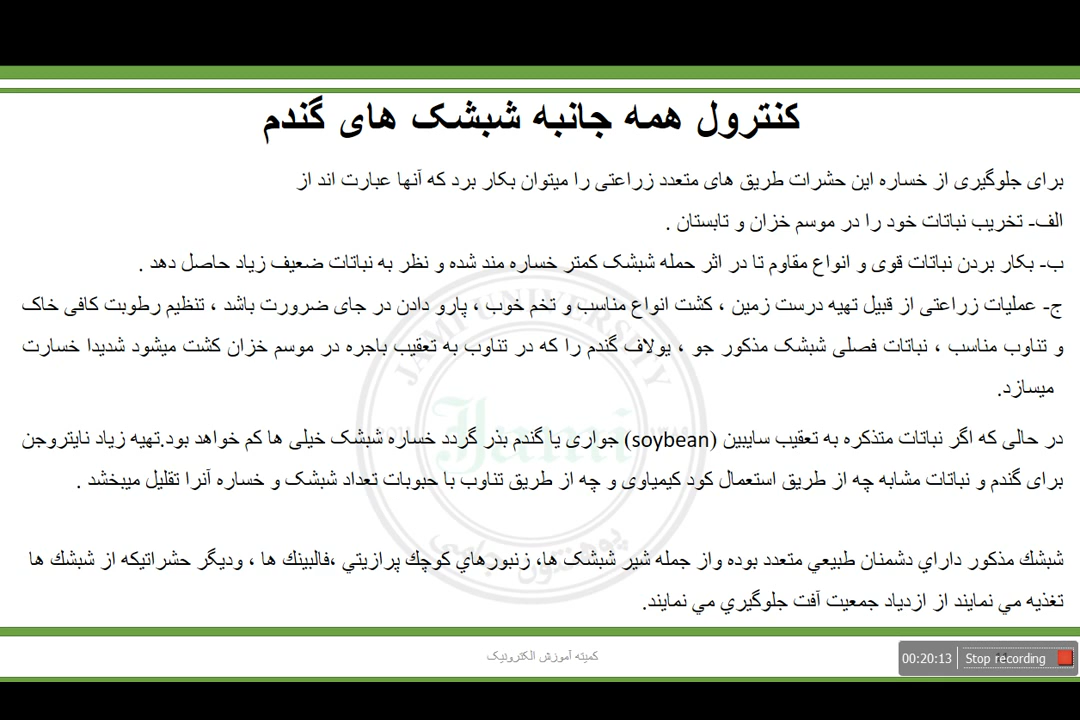 کنترول همه جانبه شبشک های گندم
برای جلوگیری از خساره این حشرات طریق های متعدد زراعتی را میتوان بکار برد که آنها عبارت اند از
الف- تخریب نباتات خود را در موسم خزان و تابستان .
ب- بکار بردن نباتات قوی و انواع مقاوم تا در اثر حمله شبشک کمتر خساره مند شده و نظر به نباتات ضعیف زیاد حاصل دهد .
ج- عملیات زراعتی از قبیل تهیه درست زمین ، کشت انواع مناسب و تخم خوب ، پارو دادن در جای ضرورت باشد ، تنظیم رطوبت کافی خاک
و تناوب مناسب ، نباتات فصلی شبشک مذکور جو ، یولاف گندم را که در تناوب به تعقیب باجره در موسم خزان کشت میشود شدیدا خسارت
میسازد.
در حالی که اگر نباتات متذکره به تعقیب سایبین (soybean) جواری یا گندم بذر گردد خساره شبشک خیلی ها کم خواهد بود.تهیه زیاد نایتروجن
برای گندم و نباتات مشابه چه از طریق استعمال کود کیمیاوی و چه از طریق تناوب با حبوبات تعداد شبشک و خساره آنرا تقلیل میبخشد .
شبشك مذکور داراي دشمنان طبيعي متعدد بوده واز جمله شیر شبشک ها، زنبورهاي کوچك پرازيتي ،فالبينك ها ، وديگر حشراتيكه از شبشك ها
تغذيه مي نمايند از ازدياد جمعيت آفت جلوگيري مي نمايند.
JAMI UNIVERSITY
Jami
پوهنتون جامی
کمیته آموزش الکترونیک
00:20:13 Stop recording